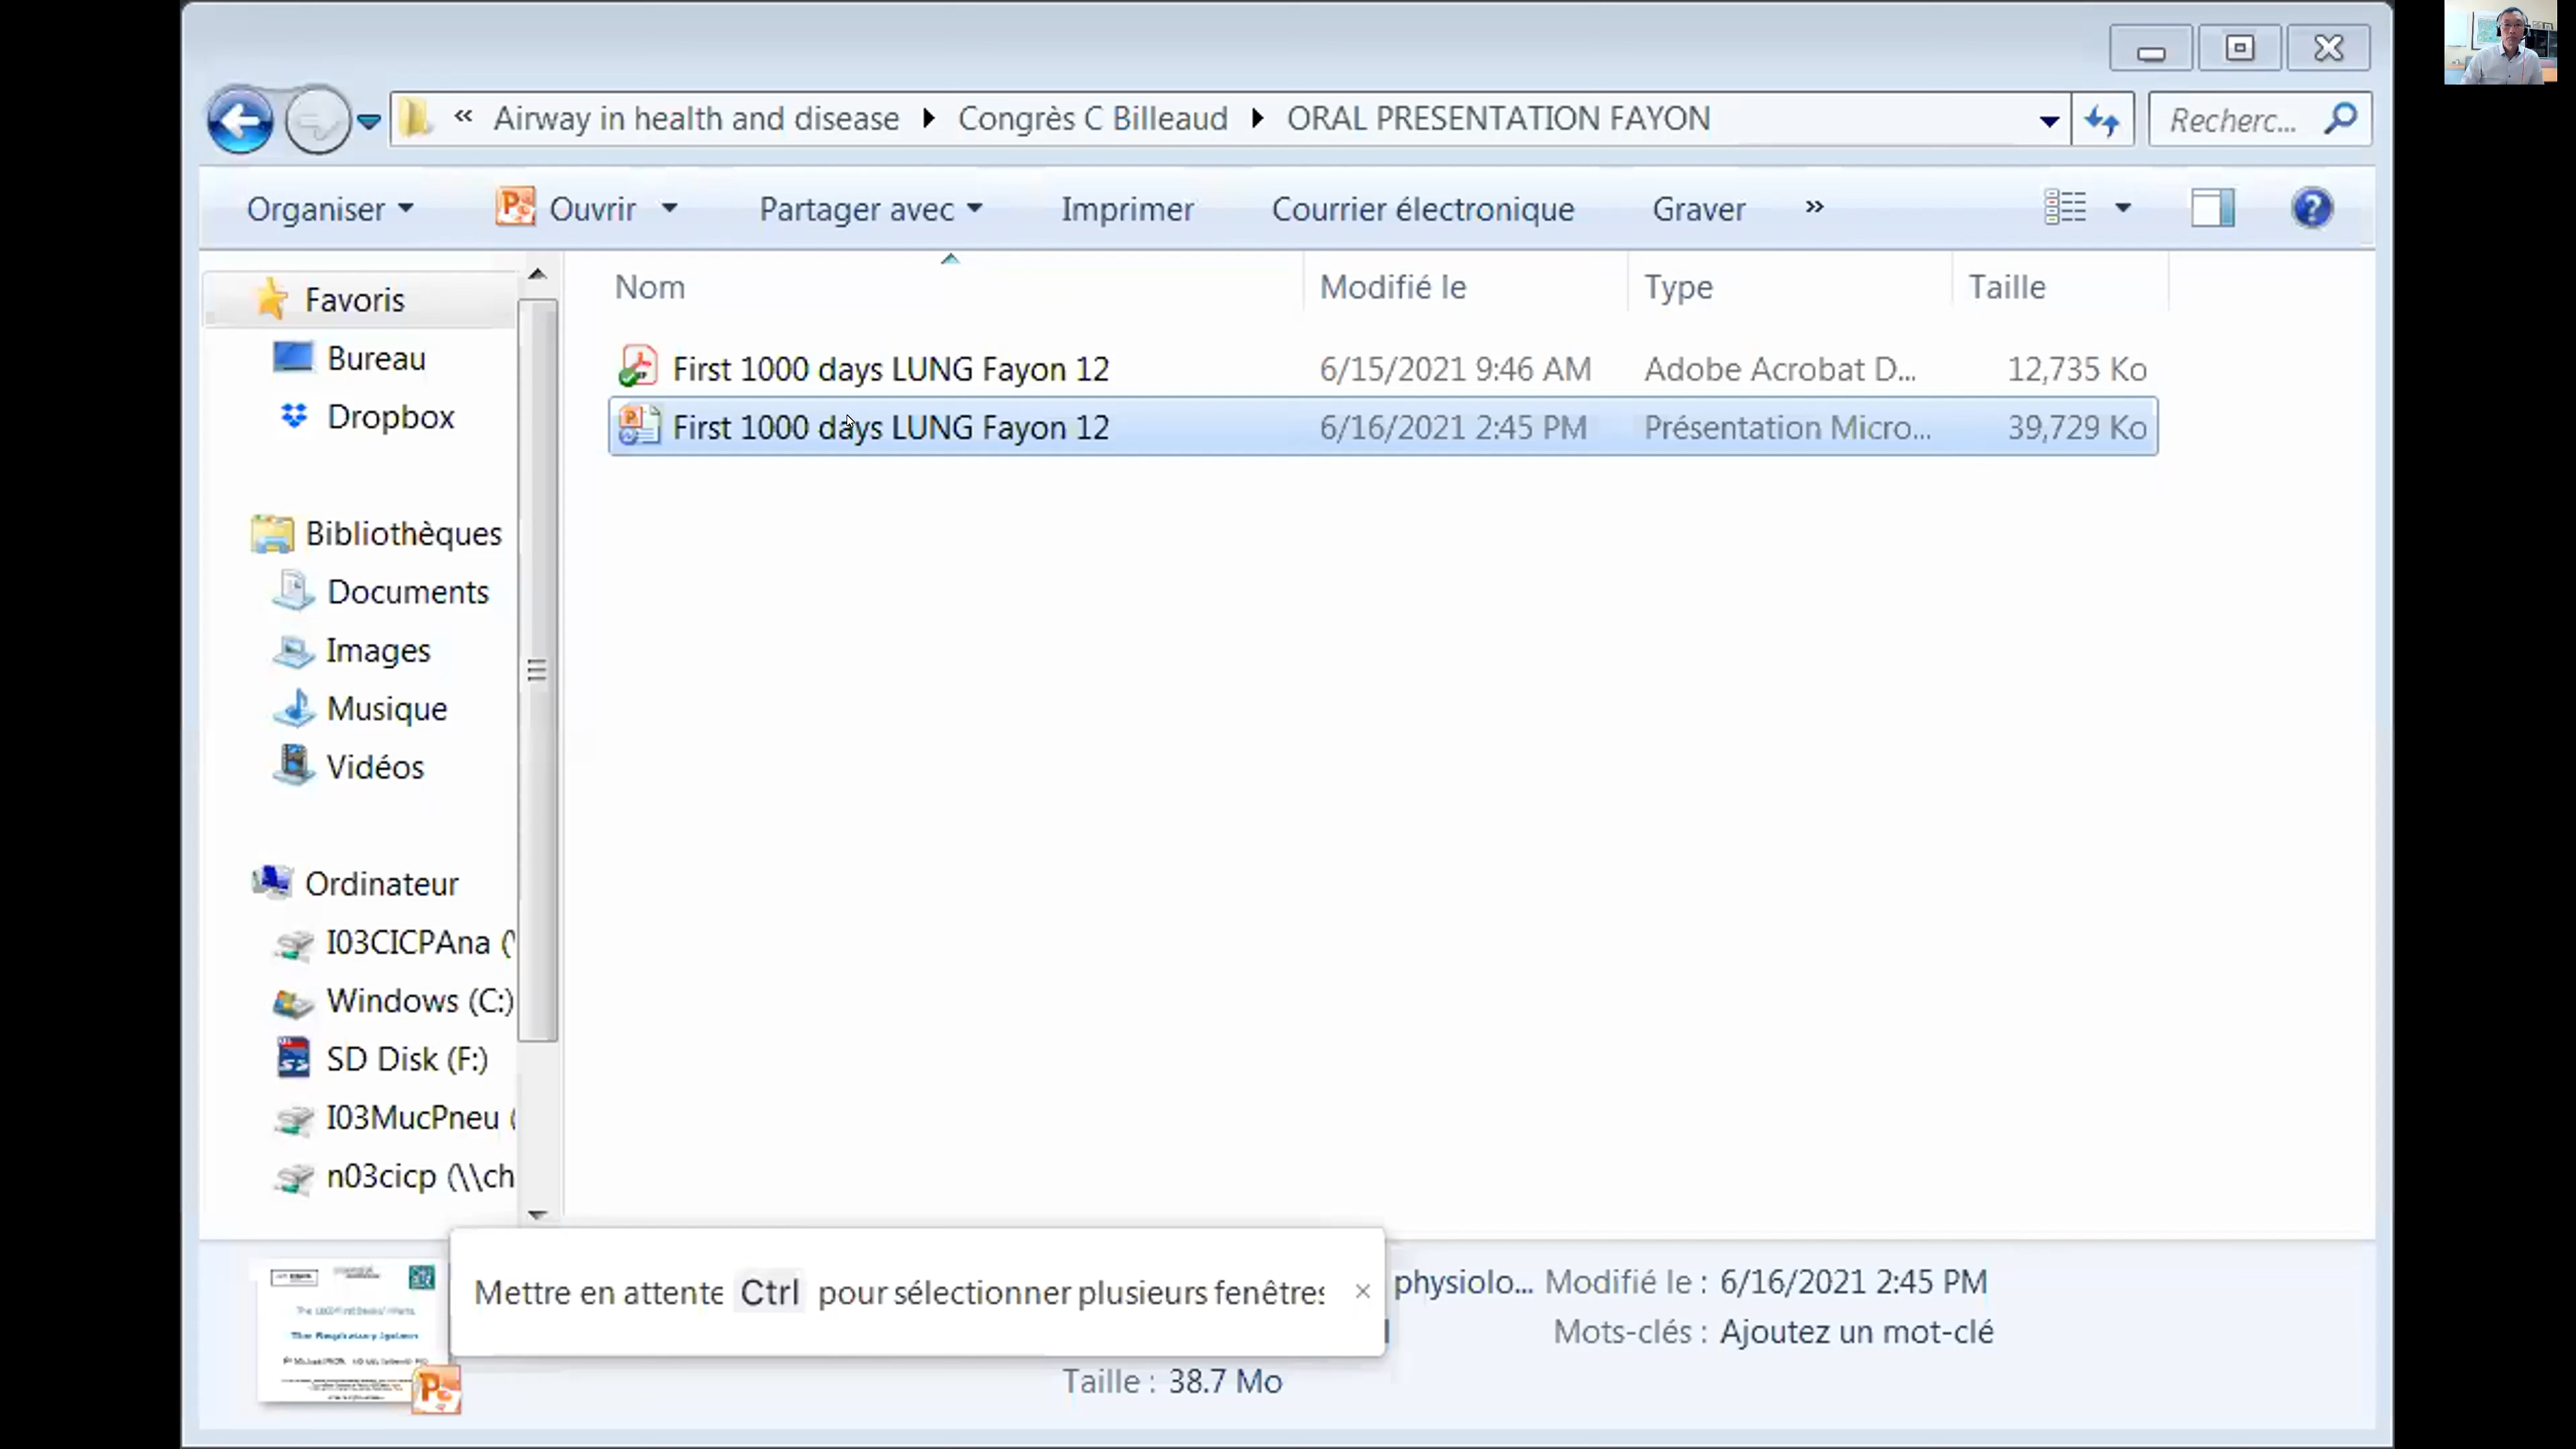 « Airway in health and disease Congrès C Billeaud ORAL PRESENTATION FAYON Recherc...
Organiser Ouvrir Partager avec Imprimer Courrier électronique Graver »
Nom Modifié le Type Taille
First 1000 days LUNG Fayon 12 6/15/2021 9:46 AM Adobe Acrobat D... 12,735 Ko
First 1000 days LUNG Fayon 12 6/16/2021 2:45 PM Présentation Micro... 39,729 Ko
Favoris
Bureau
Dropbox
Bibliothèques
Documents
Images
Musique
Vidéos
Ordinateur
I03CICPAna
Windows (C:)
SD Disk (F:)
I03MucPneu
n03cicp (\\ch
Mettre en attente Ctrl pour sélectionner plusieurs fenêtres
physiolo... Modifié le : 6/16/2021 2:45 PM
Mots-clés : Ajoutez un mot-clé
Taille : 38.7 Mo
The Respiratory System